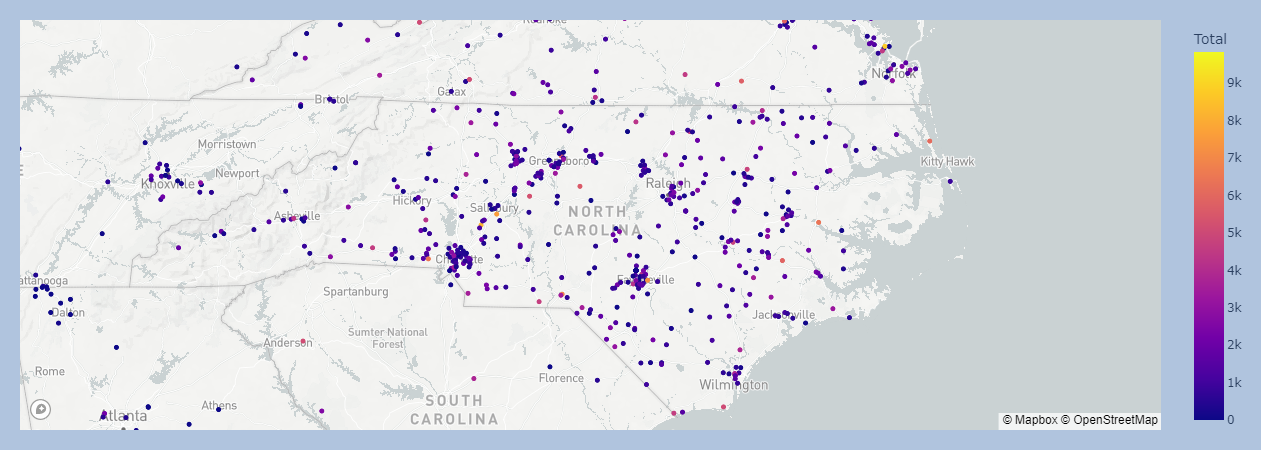 Roanoke
Total
Norfolk
9k
Galax
Bristol
8k
Morristown
Greensboro
7k
Kitty Hawk
Newport
Knoxville
Raleigh
6k
Hickory
Salisbury
Asheville
NORTH
CAROLINA
5k
Charlotte
4k
attanooga
Fayetteville
Spartanburg
3k
Dalton
Jacksonville
Sumter National
Forest
Anderson
2k
Rome
Florence
Wilmington
1k
SOUTH
CAROLINA
Athens
Atlanta
© Mapbox © OpenStreetMap
0